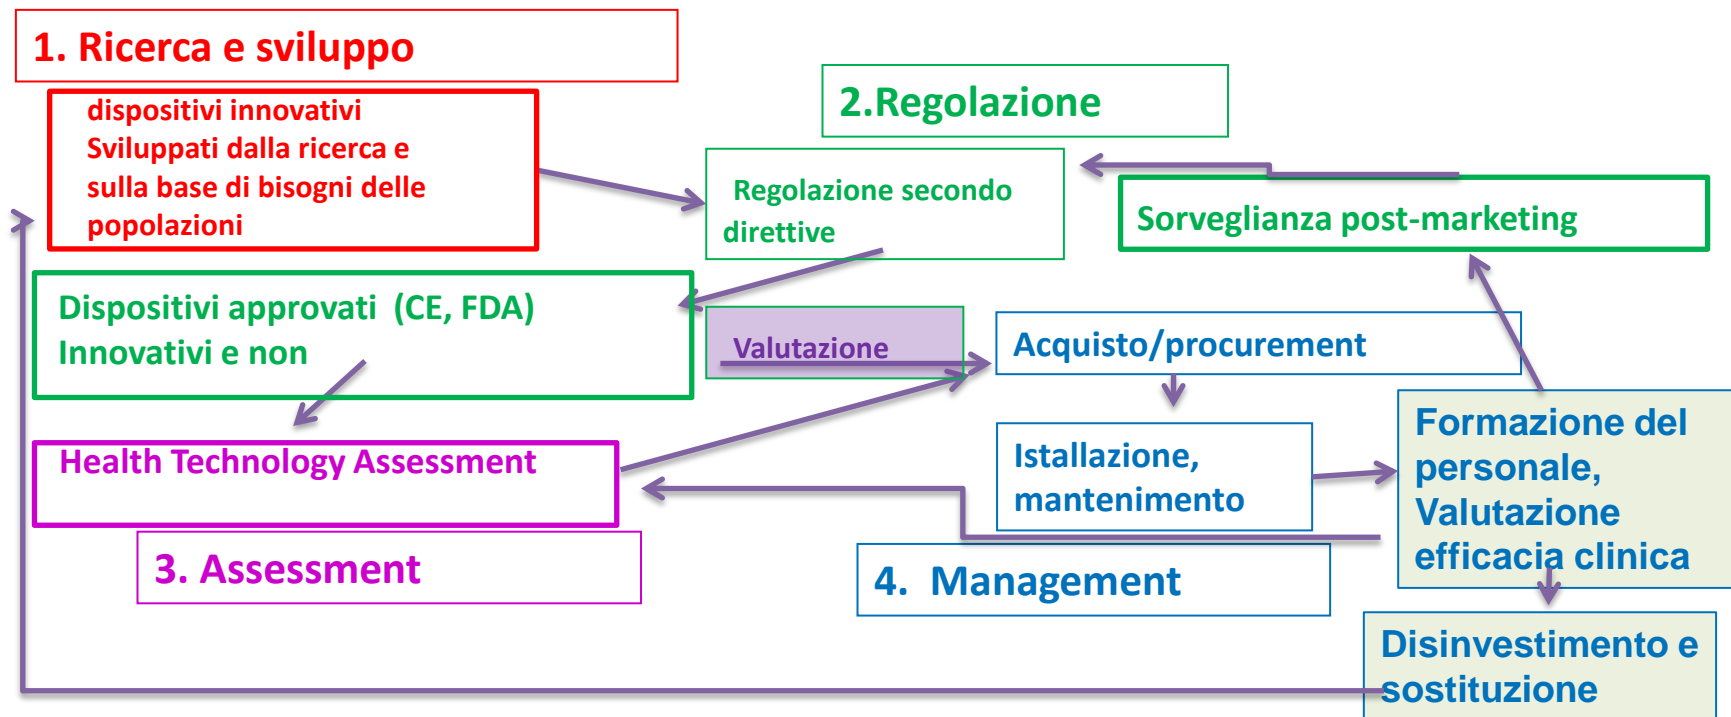 1. Ricerca e sviluppo
dispositivi innovativi
Sviluppati dalla ricerca e
sulla base di bisogni delle
popolazioni
2.Regolazione
Regolazione secondo
direttive
Sorveglianza post-marketing
Dispositivi approvati (CE, FDA)
Innovativi e non
Valutazione
Acquisto/procurement
Health Technology Assessment
Istallazione,
mantenimento
Formazione del
personale,
Valutazione
efficacia clinica
3. Assessment
4. Management
Disinvestimento e
sostituzione